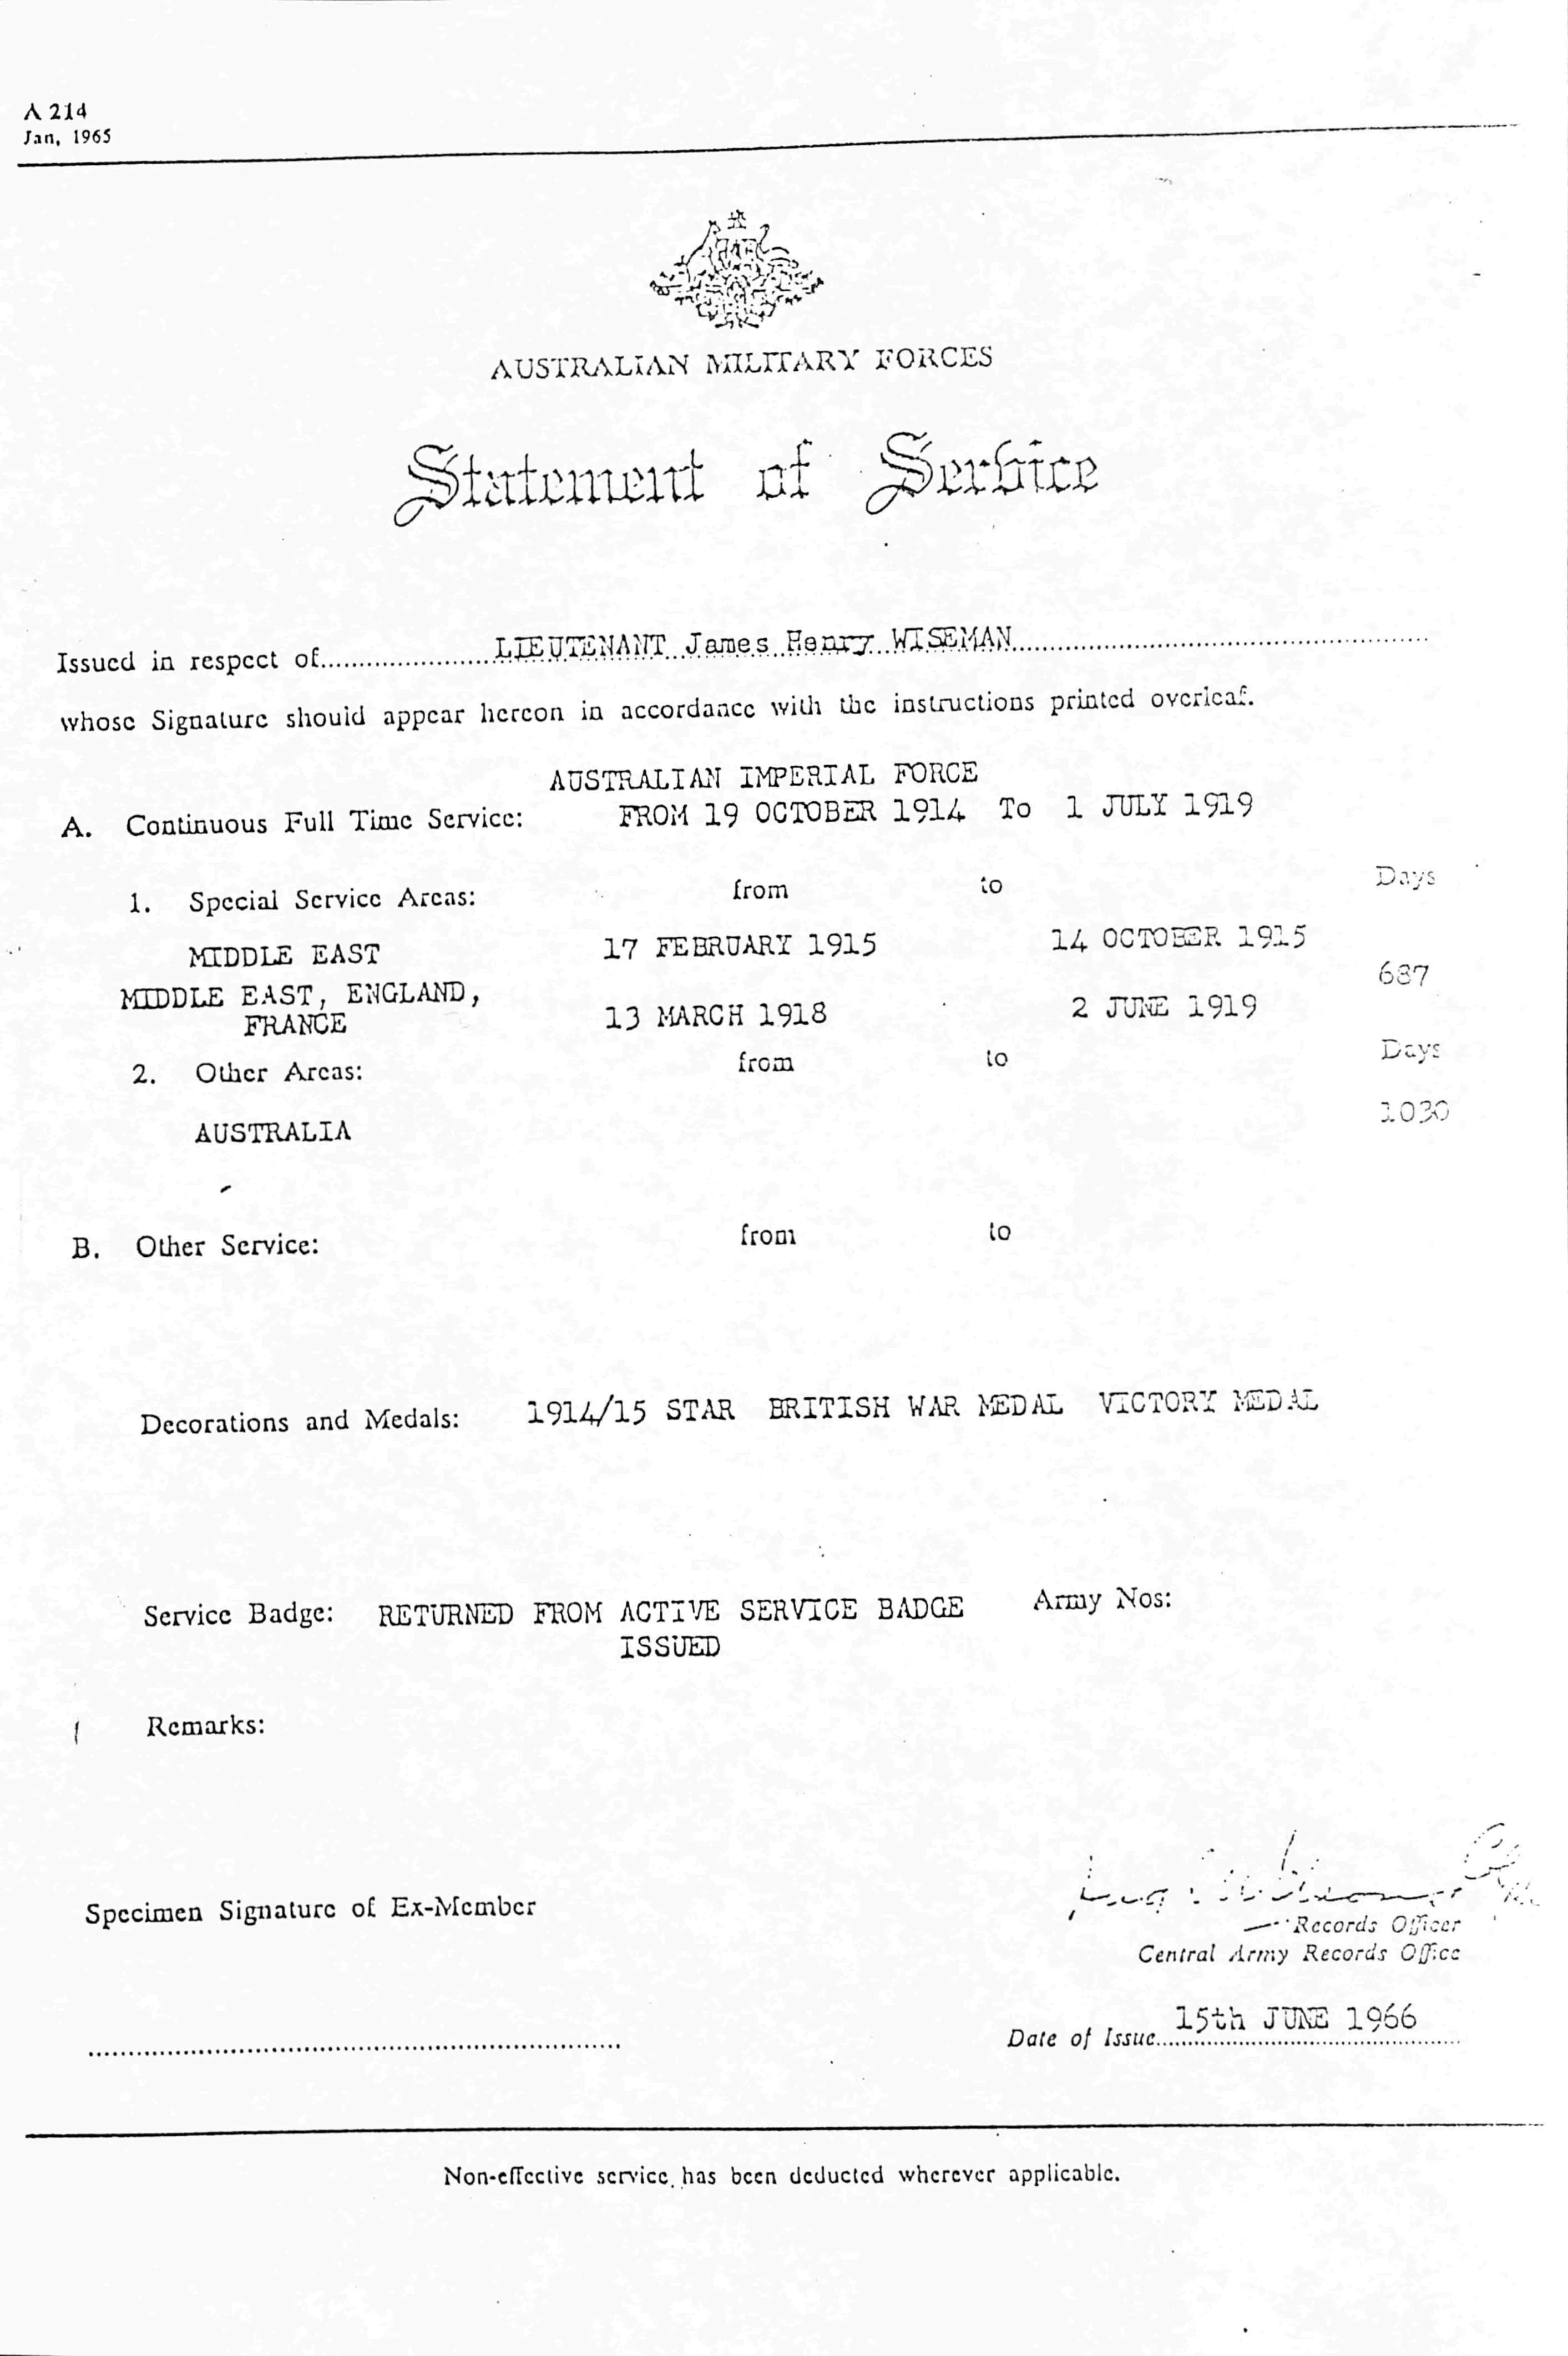 A 214
Jan, 1965
AUSTRALIAN MILITARY FORCES
Statement of Service
Issued in respect of LIEUTENANT James Henry WISEMAN
whose Signature should appear hereon in accordance with the instructions printed overleaf.
AUSTRALIAN IMPERIAL FORCE
A. Continuous Full Time Service: FROM 19 OCTOBER 1914 To 1 JULY 1919
1. Special Service Areas: from to Days
MIDDLE EAST 17 FEBRUARY 1915 14 OCTOBER 1915
687
MIDDLE EAST, ENGLAND,
FRANCE 13 MARCH 1918 2 JUNE 1919
2. Other Areas: from to Days
AUSTRALIA 1030
B. Other Service: from to
Decorations and Medals: 1914/15 STAR BRITISH WAR MEDAL VICTORY MEDAL
Service Badge: RETURNED FROM ACTIVE SERVICE BADGE Army Nos:
ISSUED
Remarks:
Specimen Signature of Ex-Member
Records Officer
Central Army Records Office
Date of Issue 15th JUNE 1966
Non-effective service has been deducted wherever applicable.